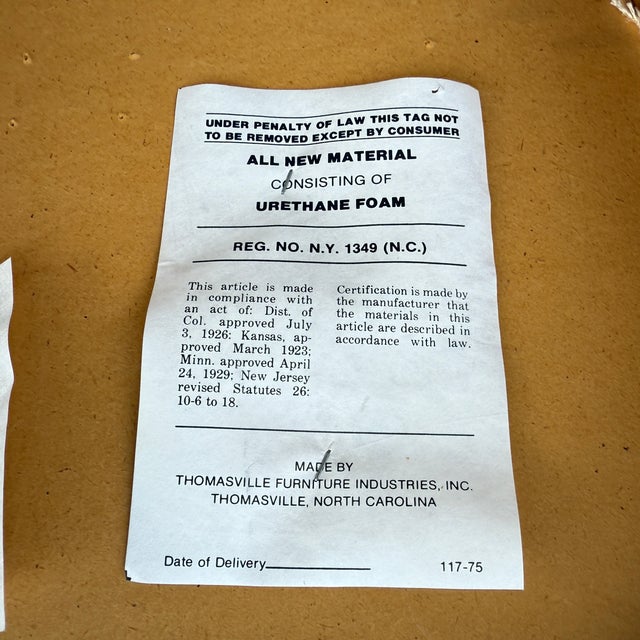 UNDER PENALTY OF LAW THIS TAG NOT
TO BE REMOVED EXCEPT BY CONSUMER
ALL NEW MATERIAL
CONSISTING OF
URETHANE FOAM
REG. NO. N.Y. 1349 (N.C.)
This article is made
in compliance with
an act of: Dist. of
Col. approved July
3, 1926; Kansas, ap-
proved March 1923;
Minn. approved April
24, 1929; New Jersey
revised Statutes 26:
10-6 to 18.
Certification is made by
the manufacturer that
the materials in this
article are described in
accordance with law.
MADE BY
THOMASVILLE FURNITURE INDUSTRIES, INC.
THOMASVILLE, NORTH CAROLINA
Date of Delivery 117-75